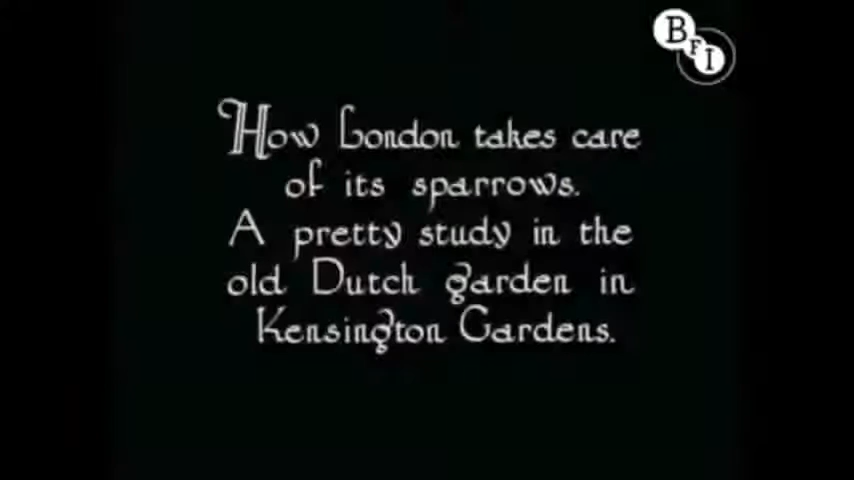 BFI
How London takes care
of its sparrows.
A pretty study in the
old Dutch garden in
Kensington Gardens.